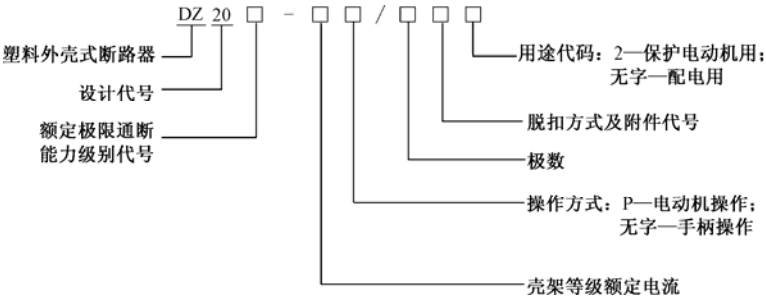 DZ 20 □ - □ □ / □ □ □
塑料外壳式断路器
设计代号
额定极限通断
能力级别代号
用途代码：2—保护电动机用；
无字—配电用
脱扣方式及附件代号
极数
操作方式：P—电动机操作；
无字—手柄操作
壳架等级额定电流